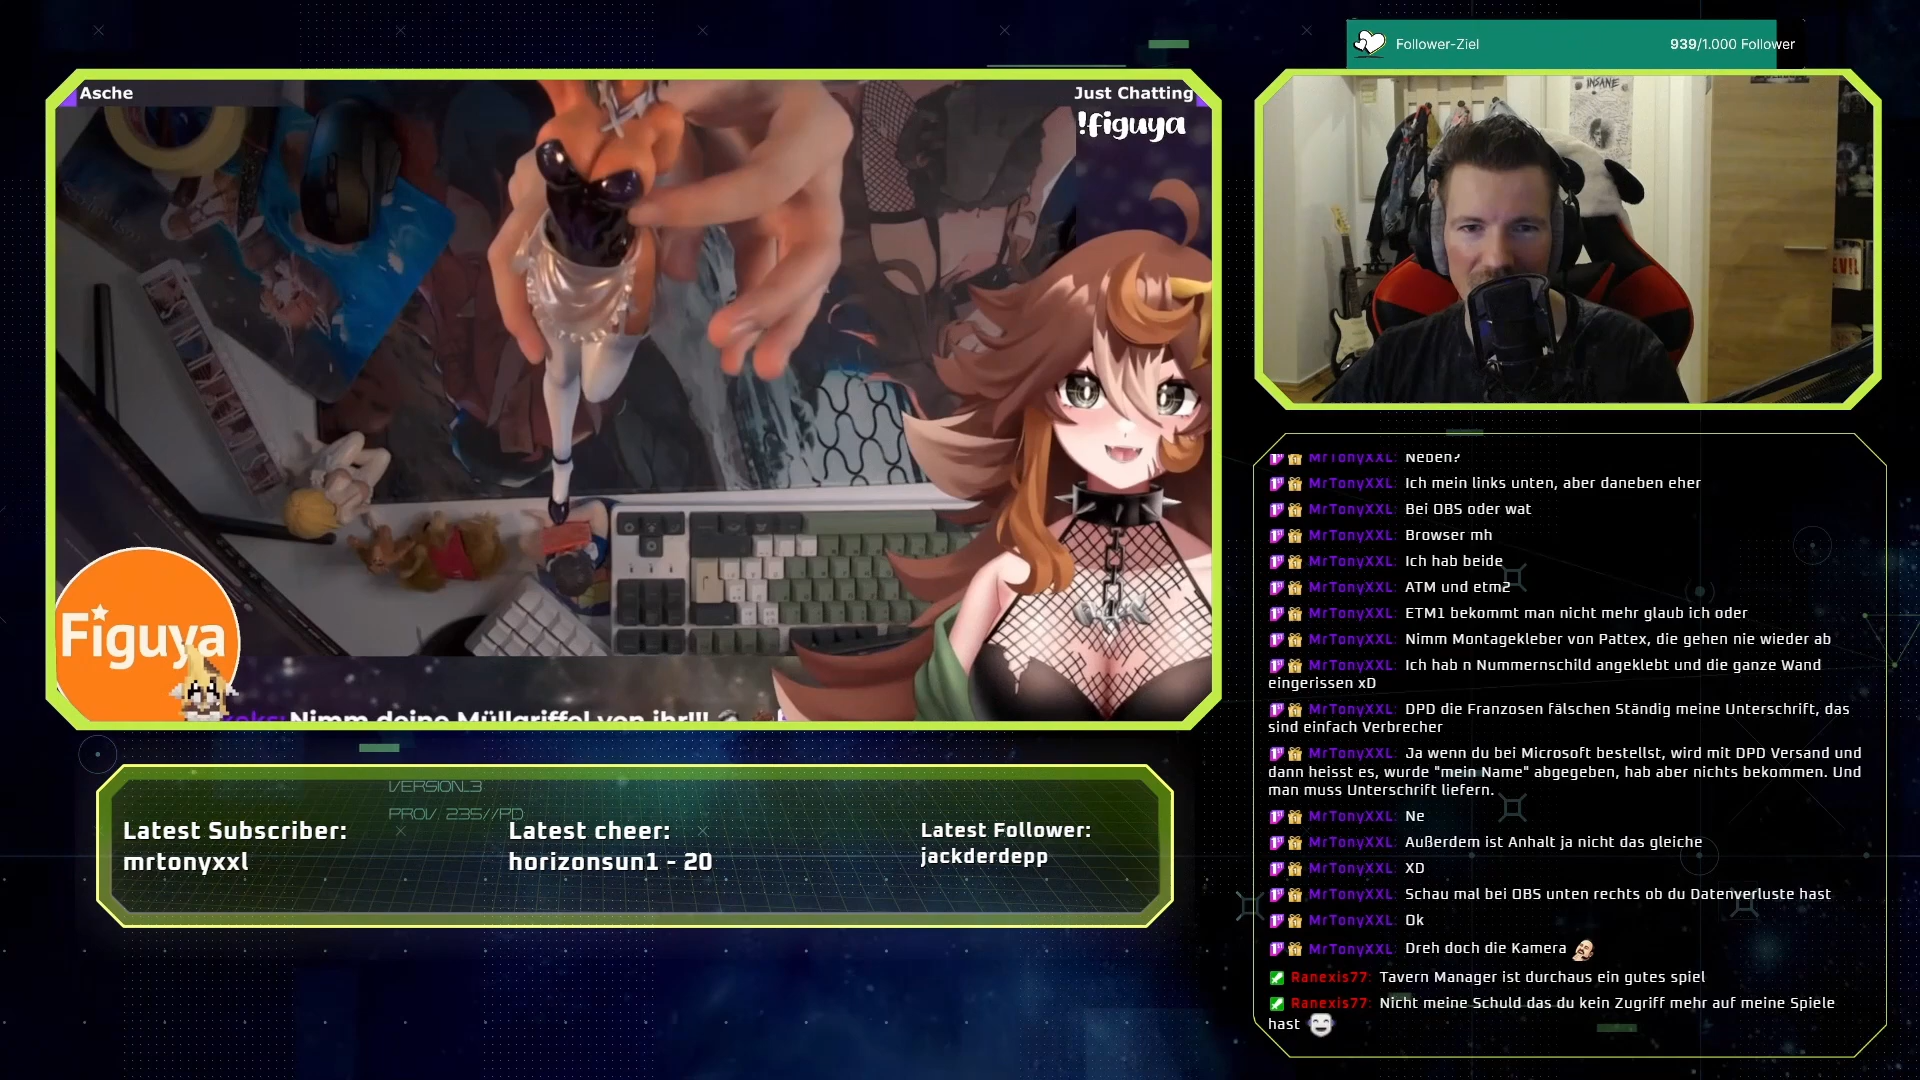 Follower-Ziel
939/1.000 Follower
Asche
Just Chatting
!figuya
INSANE
EVIL
Figuya
Nimm deine Müllgriffel von ihr!!!
VERSION_3
PROV. 235//PD
Latest Subscriber:
mrtonyxxl
Latest cheer:
horizonsun1 - 20
Latest Follower:
jackderdepp
MrTonyXXL: Neben?
MrTonyXXL: Ich mein links unten, aber daneben eher
MrTonyXXL: Bei OBS oder wat
MrTonyXXL: Browser mh
MrTonyXXL: Ich hab beide
MrTonyXXL: ATM und etm2
MrTonyXXL: ETM1 bekommt man nicht mehr glaub ich oder
MrTonyXXL: Nimm Montagekleber von Pattex, die gehen nie wieder ab
MrTonyXXL: Ich hab n Nummernschild angeklebt und die ganze Wand
eingerissen xD
MrTonyXXL: DPD die Franzosen fälschen Ständig meine Unterschrift, das
sind einfach Verbrecher
MrTonyXXL: Ja wenn du bei Microsoft bestellst, wird mit DPD Versand und
dann heisst es, wurde "mein Name" abgegeben, hab aber nichts bekommen. Und
man muss Unterschrift liefern.
MrTonyXXL: Ne
MrTonyXXL: Außerdem ist Anhalt ja nicht das gleiche
MrTonyXXL: XD
MrTonyXXL: Schau mal bei OBS unten rechts ob du Datenverluste hast
MrTonyXXL: Ok
MrTonyXXL: Dreh doch die Kamera
Ranexis77: Tavern Manager ist durchaus ein gutes spiel
Ranexis77: Nicht meine Schuld das du kein Zugriff mehr auf meine Spiele
hast